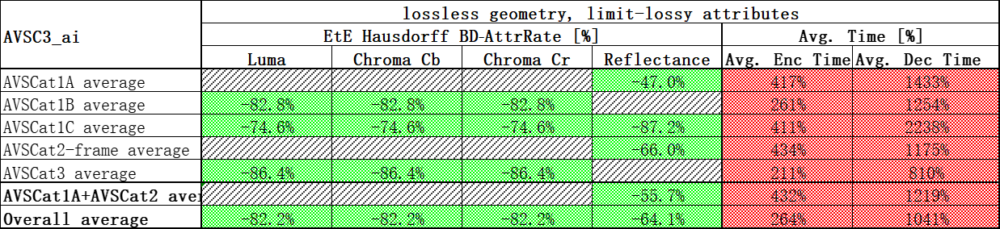 lossless geometry, limit-lossy attributes
AVSC3_ai EtE Hausdorff BD-AttrRate [%] Avg. Time [%]
Luma Chroma Cb Chroma Cr Reflectance Avg. Enc Time Avg. Dec Time
AVSCat1A average -47.0% 417% 1433%
AVSCat1B average -82.8% -82.8% -82.8% 261% 1254%
AVSCat1C average -74.6% -74.6% -74.6% -87.2% 411% 2238%
AVSCat2-frame average -66.0% 434% 1175%
AVSCat3 average -86.4% -86.4% -86.4% 211% 810%
AVSCat1A+AVSCat2 aver -55.7% 432% 1219%
Overall average -82.2% -82.2% -82.2% -64.1% 264% 1041%